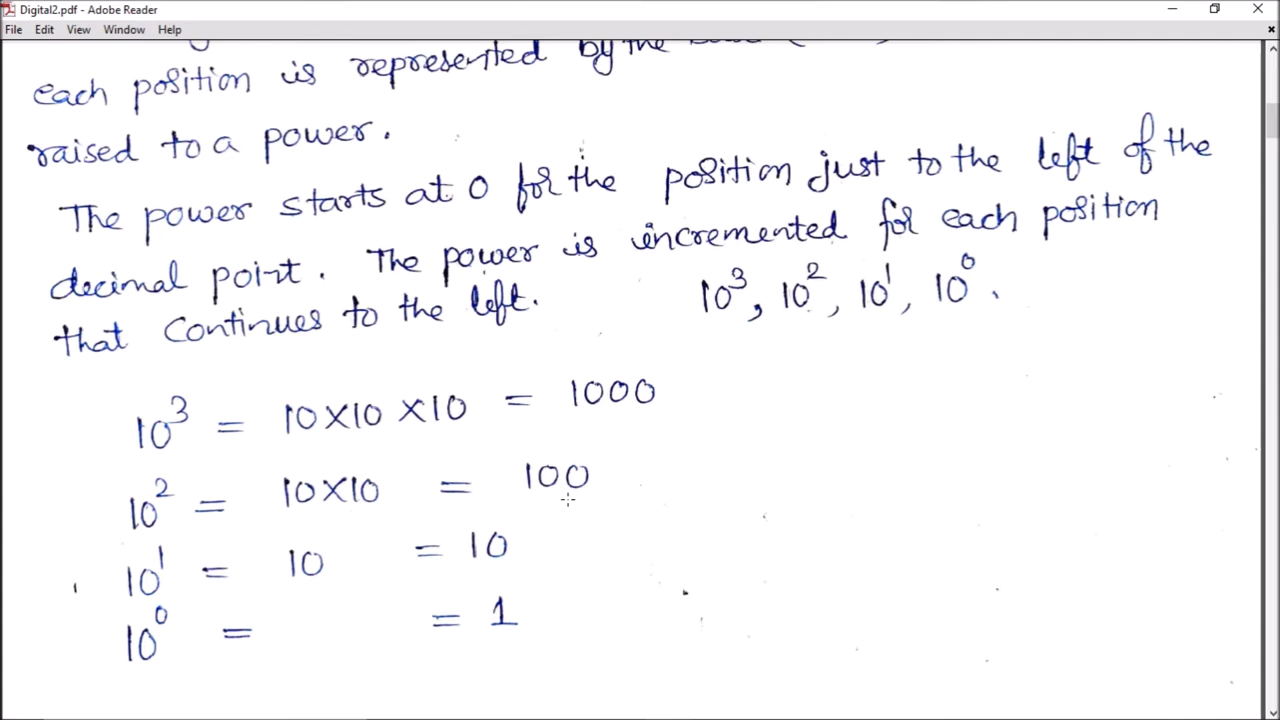 Digital2.pdf - Adobe Reader
File Edit View Window Help
each position is represented by the
raised to a power.
The power starts at 0 for the position just to the left of the
decimal point. The power is incremented for each position
that continues to the left. 10³, 10², 10¹, 10⁰.
10³ = 10×10×10 = 1000
10² = 10×10 = 100
10¹ = 10 = 10
10⁰ = = 1